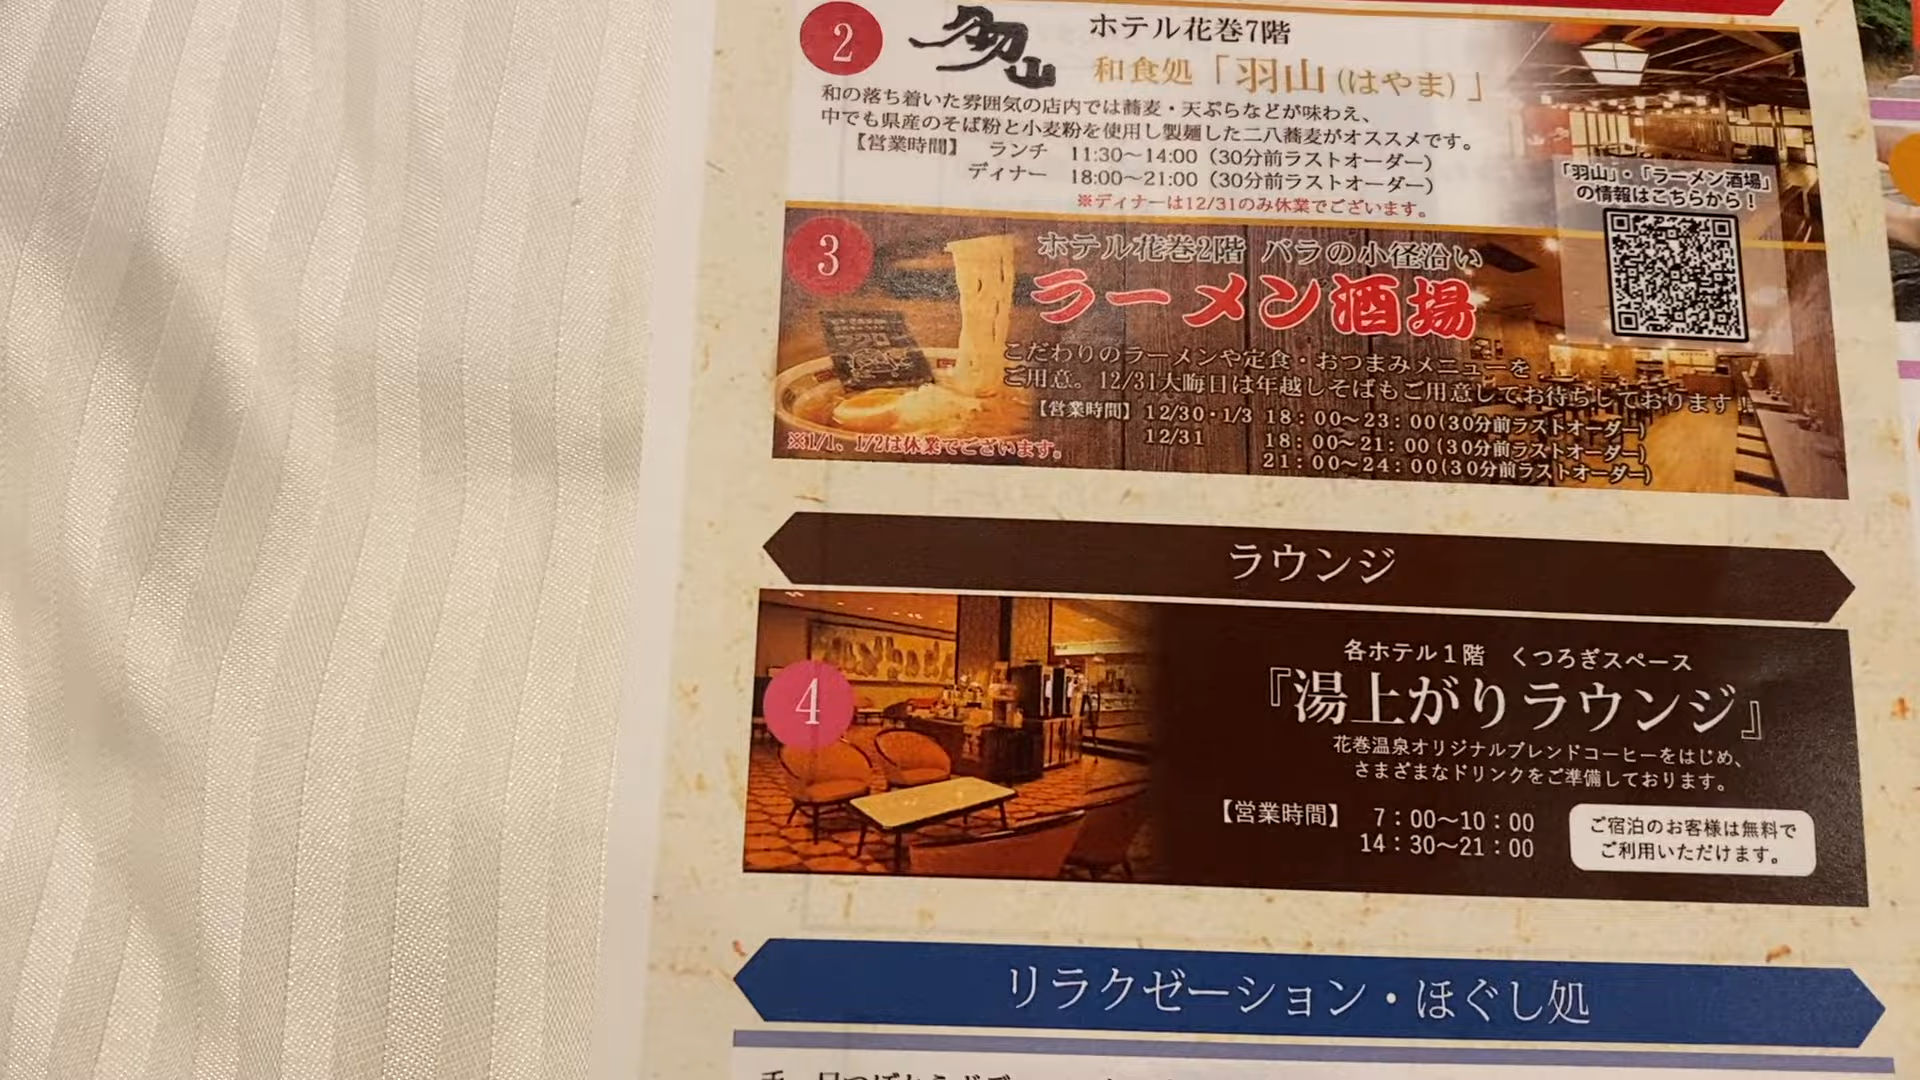 2
羽山
ホテル花巻7階
和食処「羽山(はやま)」
和の落ち着いた雰囲気の店内では蕎麦・天ぷらなどが味わえ、
中でも県産のそば粉と小麦粉を使用し製麺した二八蕎麦がオススメです。
【営業時間】 ランチ 11:30〜14:00(30分前ラストオーダー)
ディナー 18:00〜21:00(30分前ラストオーダー)
※ディナーは12/31のみ休業でございます。
「羽山」・「ラーメン酒場」
の情報はこちらから!
3
ホテル花巻2階 バラの小径沿い
ラーメン酒場
こだわりのラーメンや定食・おつまみメニューを
ご用意。12/31大晦日は年越しそばもご用意してお待ちしております!
【営業時間】 12/30・1/3 18:00〜23:00(30分前ラストオーダー)
12/31 18:00〜21:00(30分前ラストオーダー)
21:00〜24:00(30分前ラストオーダー)
※1/1、1/2は休業でございます。
ラウンジ
4
各ホテル1階 くつろぎスペース
『湯上がりラウンジ』
花巻温泉オリジナルブレンドコーヒーをはじめ、
さまざまなドリンクをご準備しております。
【営業時間】 7:00〜10:00
14:30〜21:00
ご宿泊のお客様は無料で
ご利用いただけます。
リラクゼーション・ほぐし処